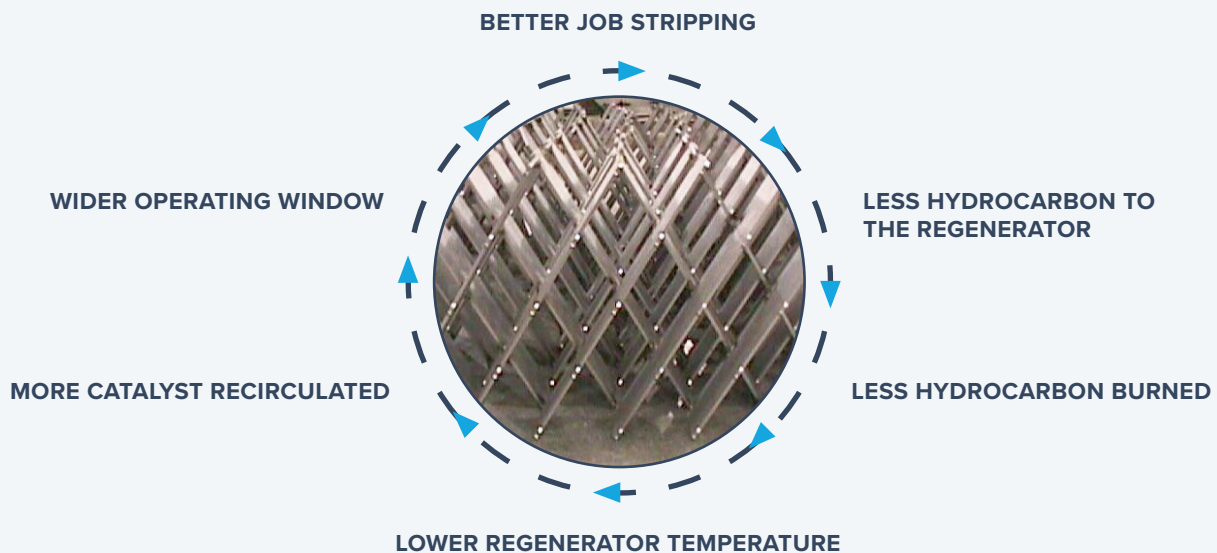 BETTER JOB STRIPPING
WIDER OPERATING WINDOW
LESS HYDROCARBON TO
THE REGENERATOR
MORE CATALYST RECIRCULATED
LESS HYDROCARBON BURNED
LOWER REGENERATOR TEMPERATURE